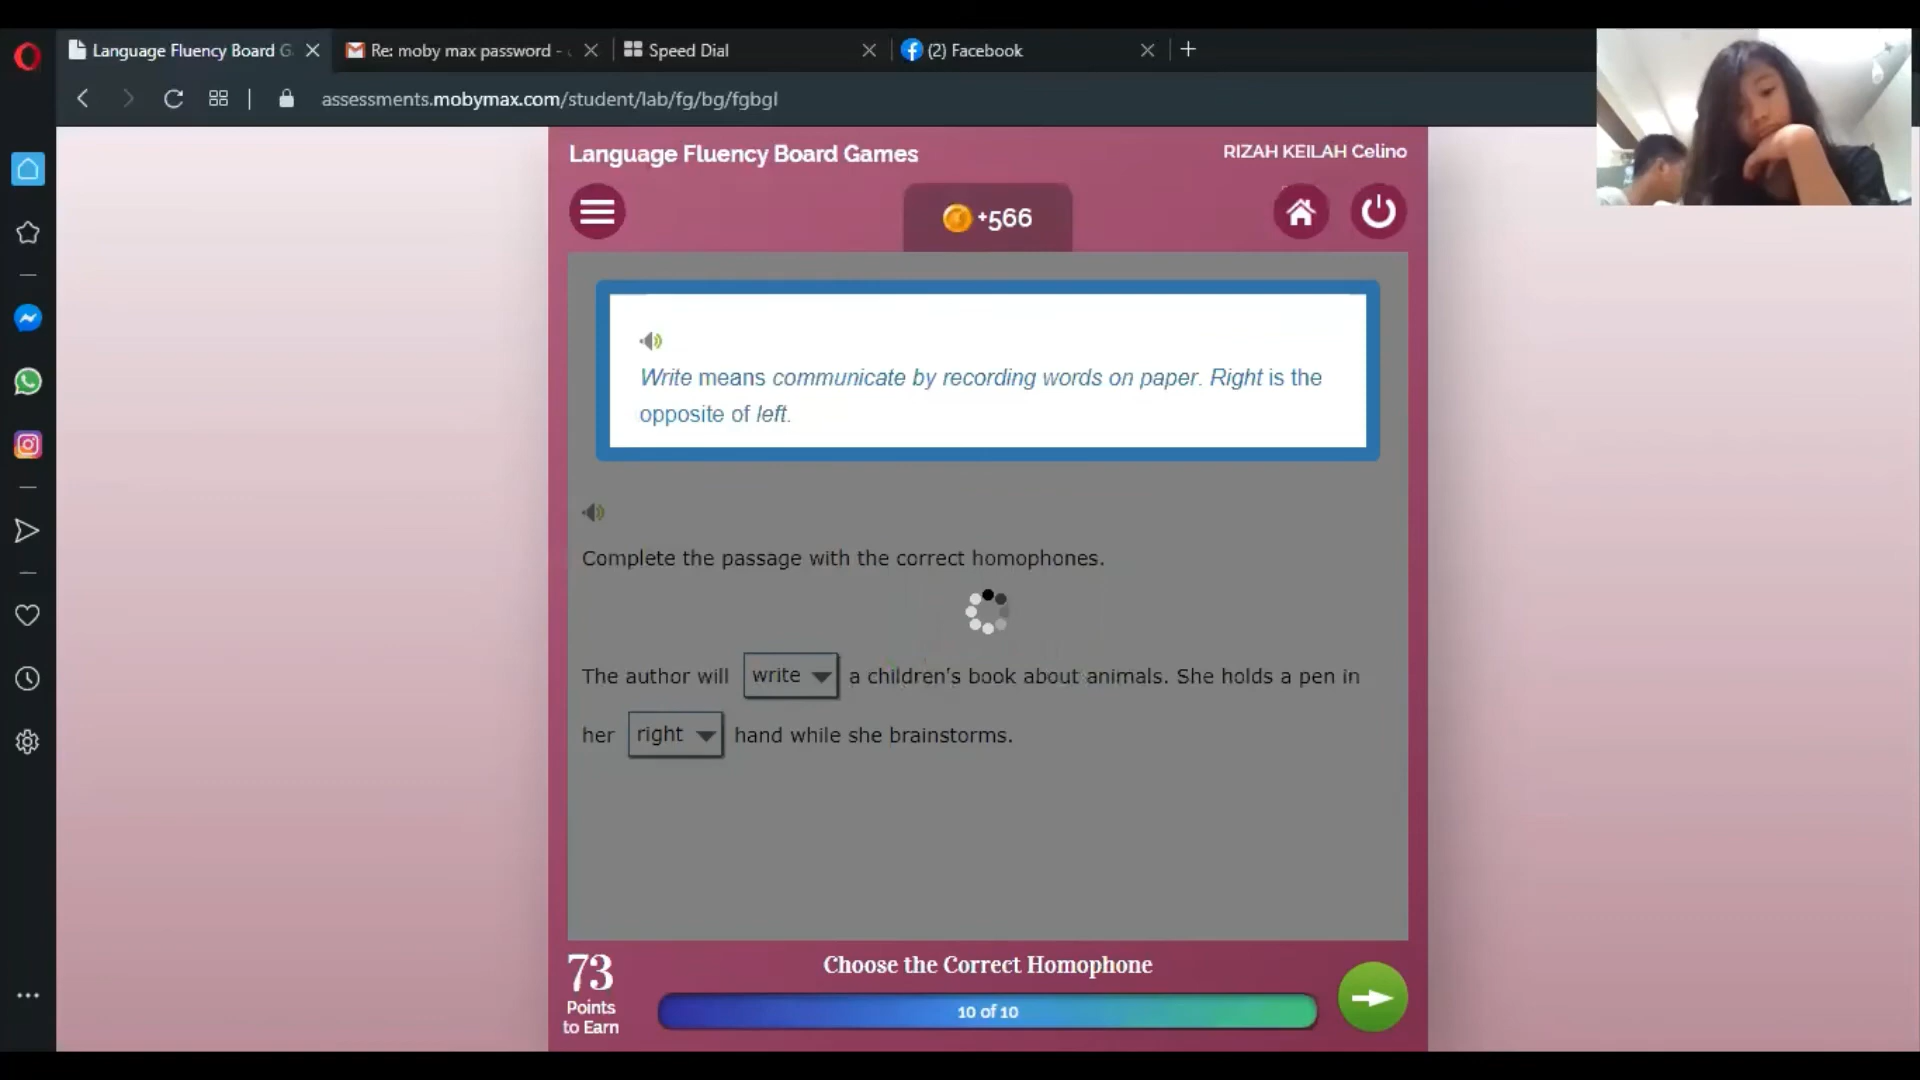 Language Fluency Board G
Re: moby max password -
Speed Dial
(2) Facebook
assessments.mobymax.com/student/lab/fg/bg/fgbgl
Language Fluency Board Games
RIZAH KEILAH Celino
+566
Write means communicate by recording words on paper. Right is the
opposite of left.
Complete the passage with the correct homophones.
The author will write a children's book about animals. She holds a pen in
her right hand while she brainstorms.
73
Points
to Earn
Choose the Correct Homophone
10 of 10